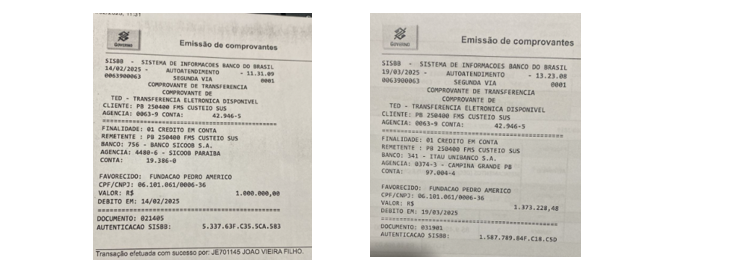 Governo
Emissão de comprovantes
SISBB - SISTEMA DE INFORMACOES BANCO DO BRASIL
14/02/2025 - AUTOATENDIMENTO - 11.31.09
0063900063 SEGUNDA VIA 0001
COMPROVANTE DE TRANSFERENCIA
COMPROVANTE DE
TED - TRANSFERENCIA ELETRONICA DISPONIVEL
CLIENTE: PB 250400 FMS CUSTEIO SUS
AGENCIA: 0063-9 CONTA: 42.946-5
FINALIDADE: 01 CREDITO EM CONTA
REMETENTE : PB 250400 FMS CUSTEIO SUS
BANCO: 756 - BANCO SICOOB S.A.
AGENCIA: 4480-6 - SICOOB PARAIBA
CONTA: 19.386-0
FAVORECIDO: FUNDACAO PEDRO AMERICO
CPF/CNPJ: 06.101.061/0006-36
VALOR: R$ 1.000.000,00
DEBITO EM: 14/02/2025
DOCUMENTO: 021405
AUTENTICACAO SISBB: 5.337.63F.C35.5CA.583
Transação efetuada com sucesso por: JE701145 JOAO VIEIRA FILHO.
Governo
Emissão de comprovantes
SISBB - SISTEMA DE INFORMACOES BANCO DO BRASIL
19/03/2025 - AUTOATENDIMENTO - 13.23.08
0063900063 SEGUNDA VIA 0001
COMPROVANTE DE TRANSFERENCIA
COMPROVANTE DE
TED - TRANSFERENCIA ELETRONICA DISPONIVEL
CLIENTE: PB 250400 FMS CUSTEIO SUS
AGENCIA: 0063-9 CONTA: 42.946-5
FINALIDADE: 01 CREDITO EM CONTA
REMETENTE : PB 250400 FMS CUSTEIO SUS
BANCO: 341 - ITAU UNIBANCO S.A.
AGENCIA: 0374-3 - CAMPINA GRANDE PB
CONTA: 97.004-4
FAVORECIDO: FUNDACAO PEDRO AMERICO
CPF/CNPJ: 06.101.061/0006-36
VALOR: R$ 1.373.228,48
DEBITO EM: 19/03/2025
DOCUMENTO: 031901
AUTENTICACAO SISBB: